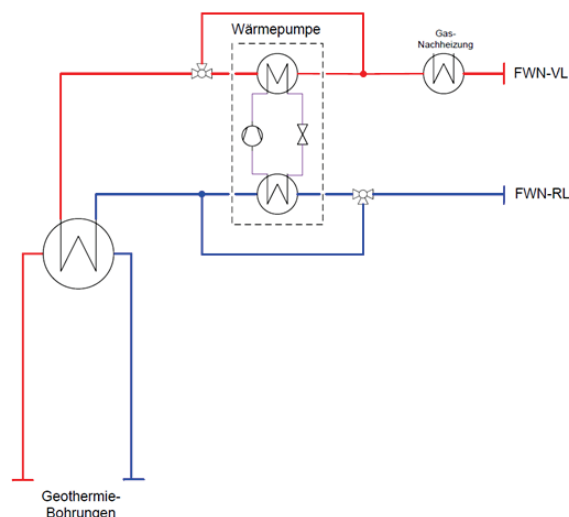 Wärmepumpe
Gas-
Nachheizung
FWN-VL
FWN-RL
Geothermie-
Bohrungen